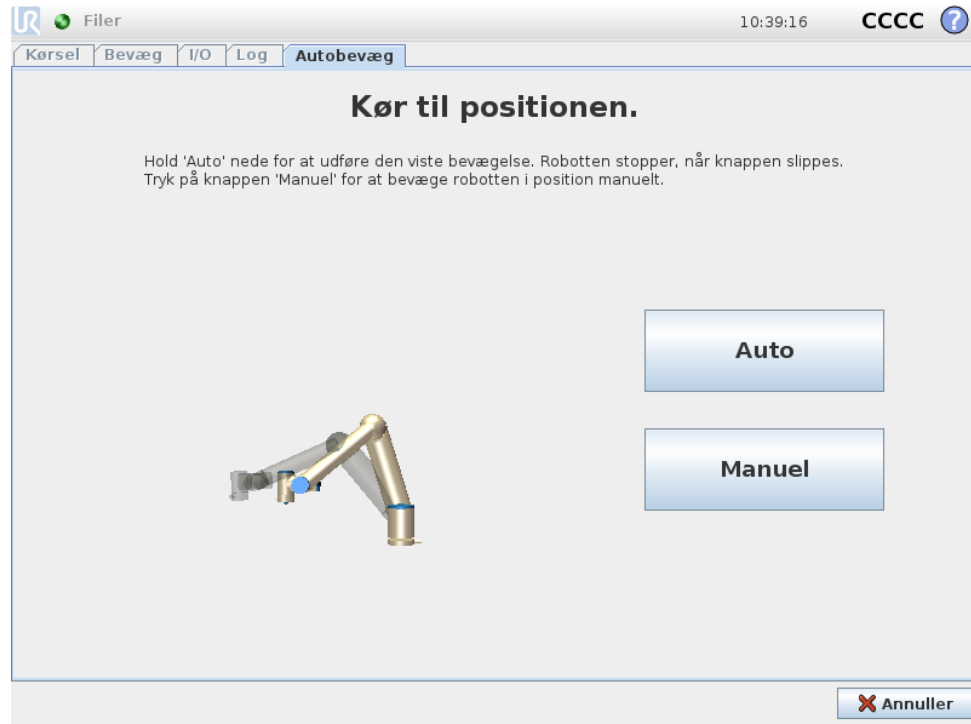 UR Filer 10:39:16 CCCC ?
Kørsel Bevæg I/O Log Autobevæg
Kør til positionen.
Hold 'Auto' nede for at udføre den viste bevægelse. Robotten stopper, når knappen slippes.
Tryk på knappen 'Manuel' for at bevæge robotten i position manuelt.
Auto
Manuel
Annuller